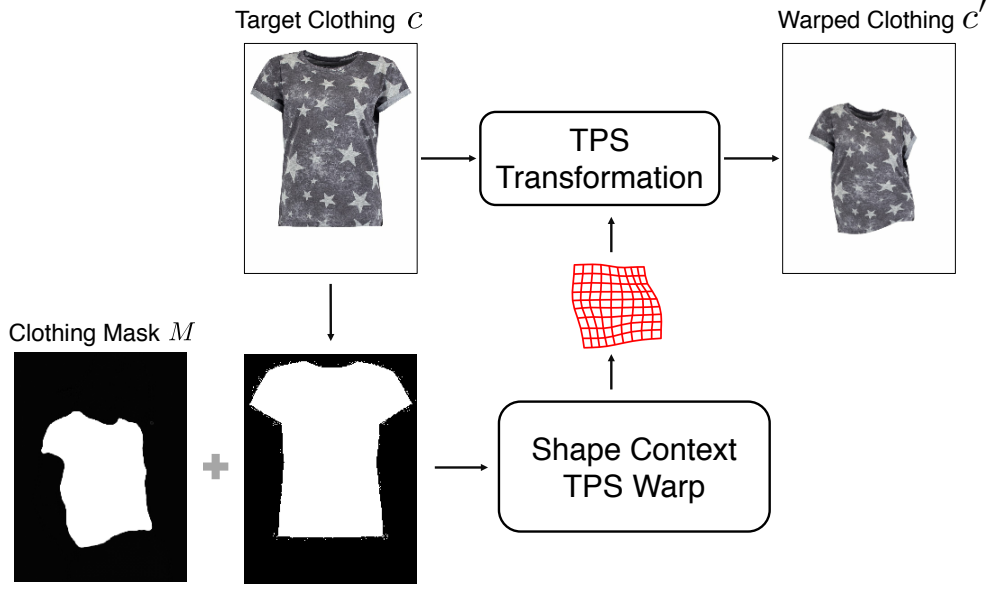 Target Clothing c
Warped Clothing c′
TPS
Transformation
Clothing Mask M
Shape Context
TPS Warp